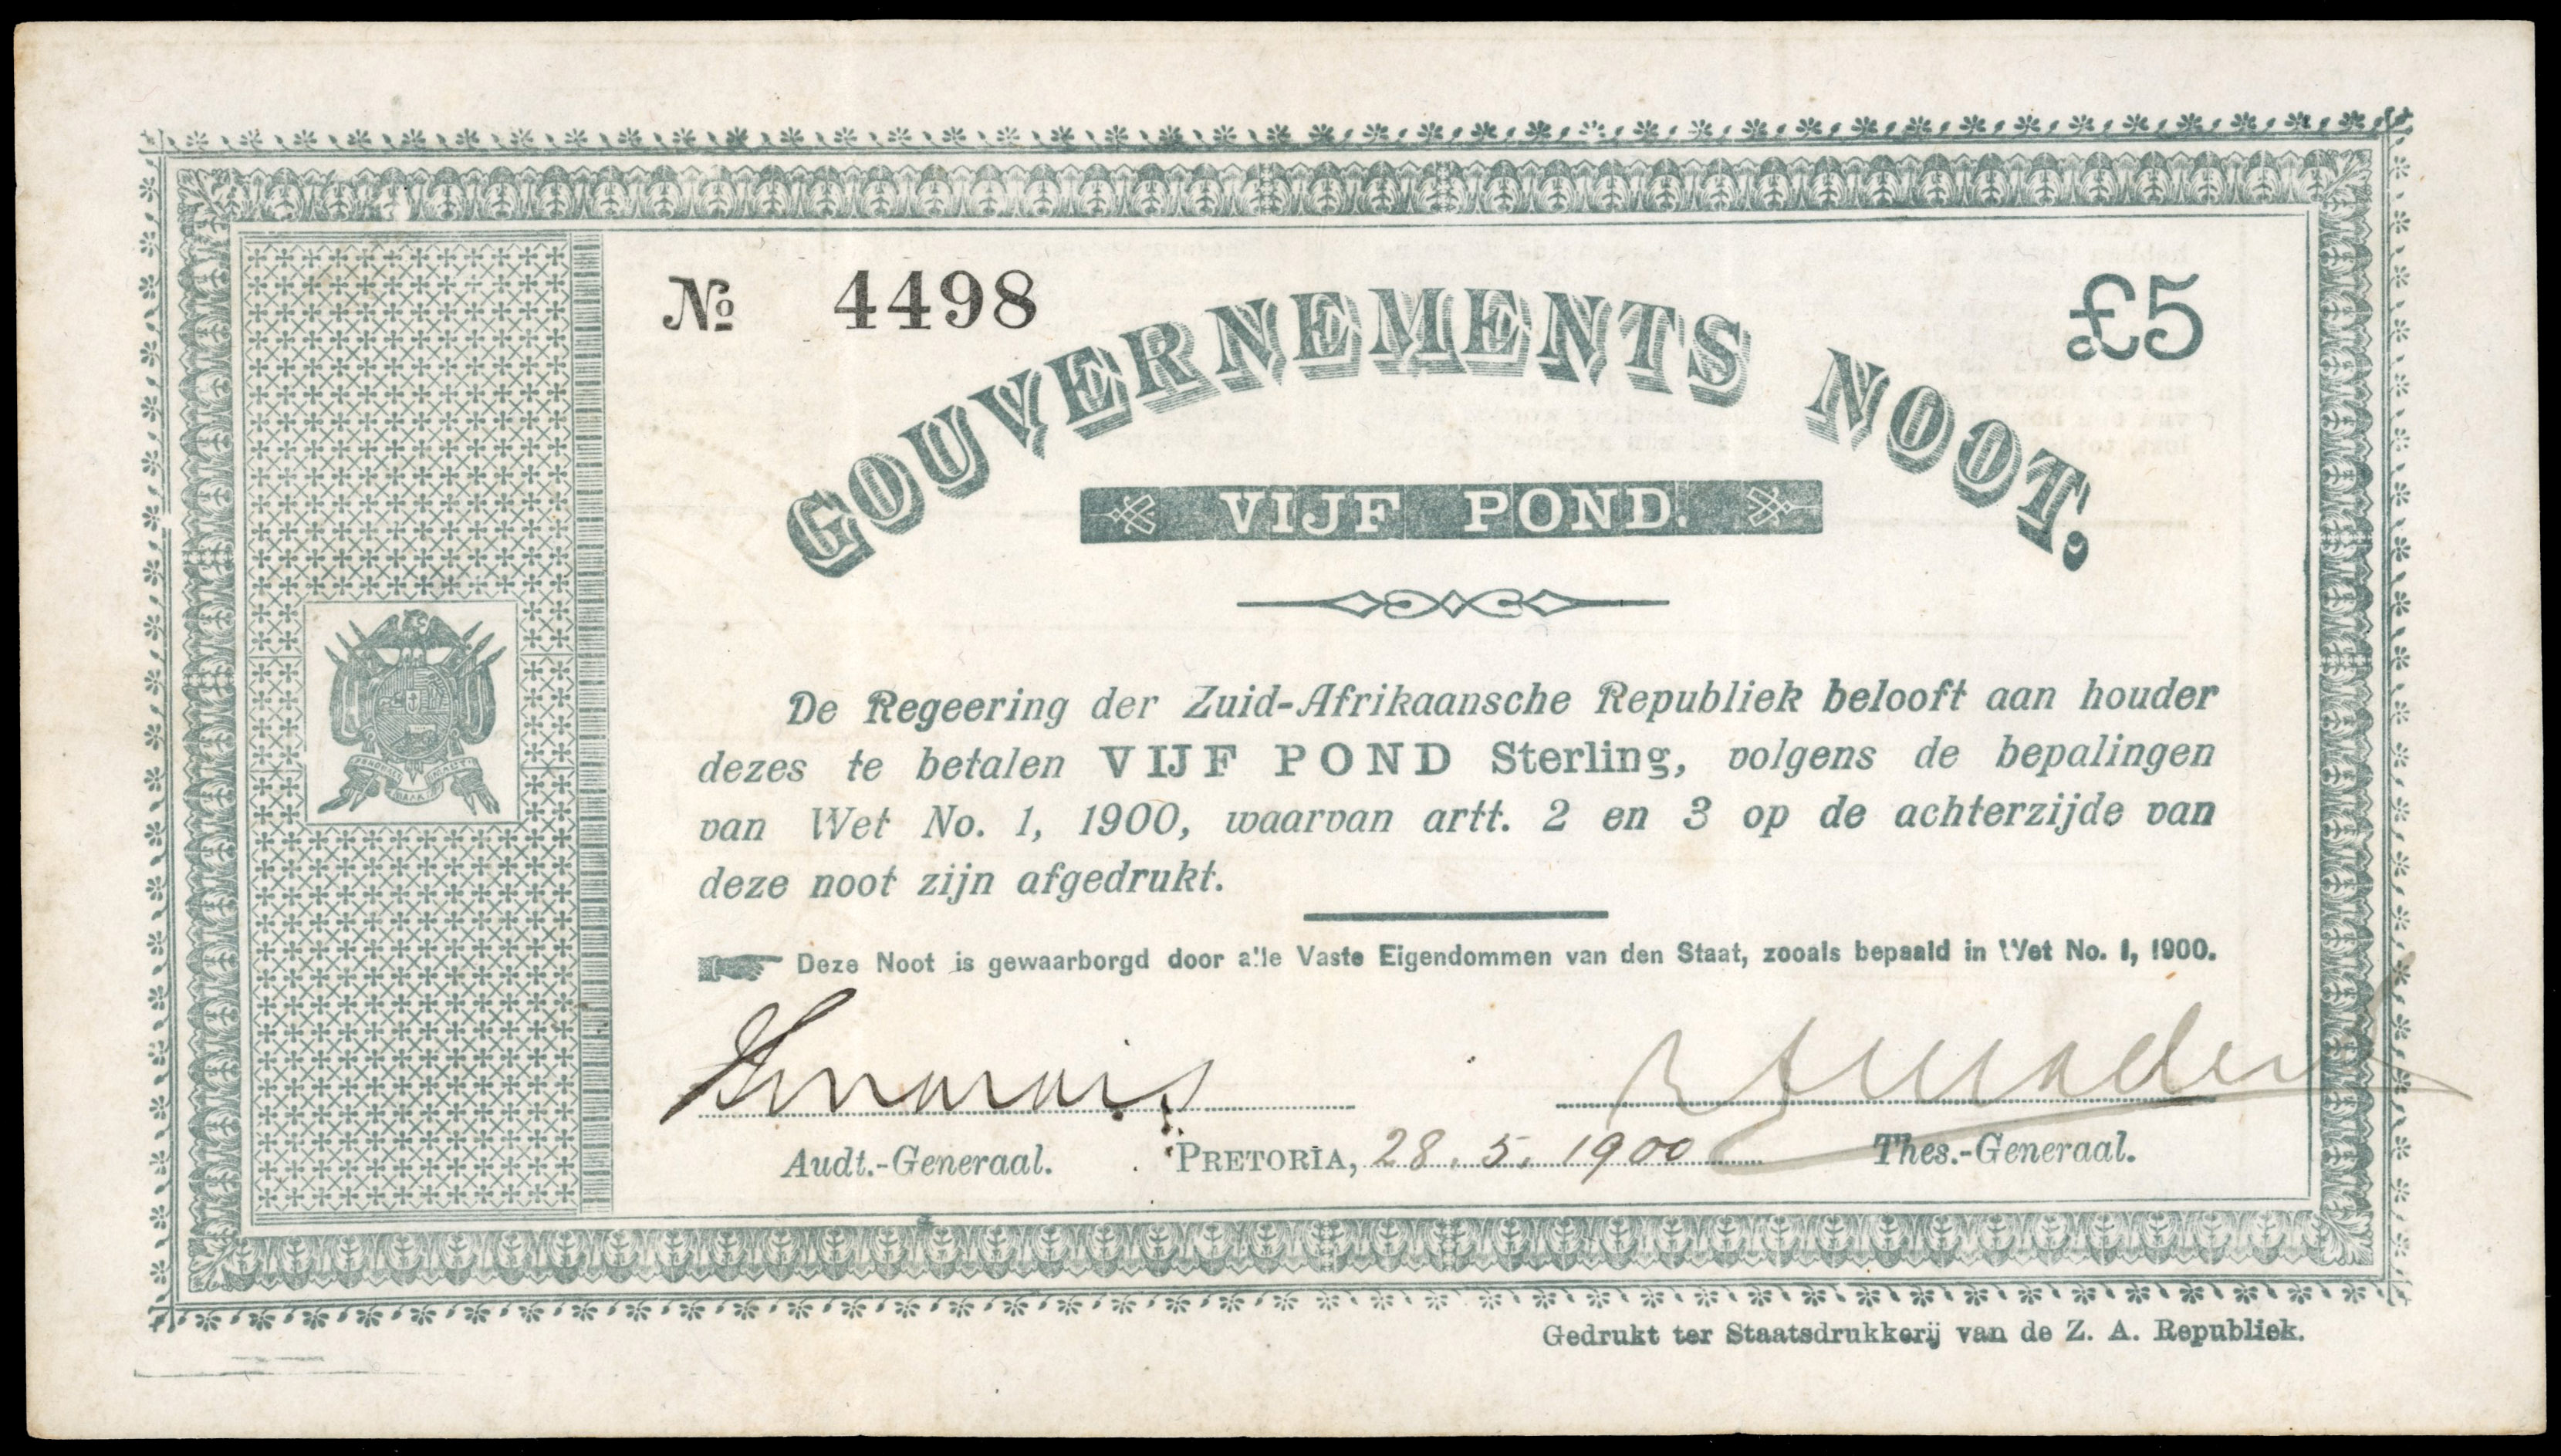 № 4498
£5
GOUVERNEMENTS NOOT,
VIJF POND.
De Regeering der Zuid-Afrikaansche Republiek belooft aan houder
dezes te betalen VIJF POND Sterling, volgens de bepalingen
van Wet No. 1, 1900, waarvan artt. 2 en 3 op de achterzijde van
deze noot zijn afgedrukt.
Deze Noot is gewaarborgd door alle Vaste Eigendommen van den Staat, zooals bepaald in Wet No. 1, 1900.
Audt.-Generaal.
PRETORIA, 28.5.1900
Thes.-Generaal.
Gedrukt ter Staatsdrukkerij van de Z. A. Republiek.